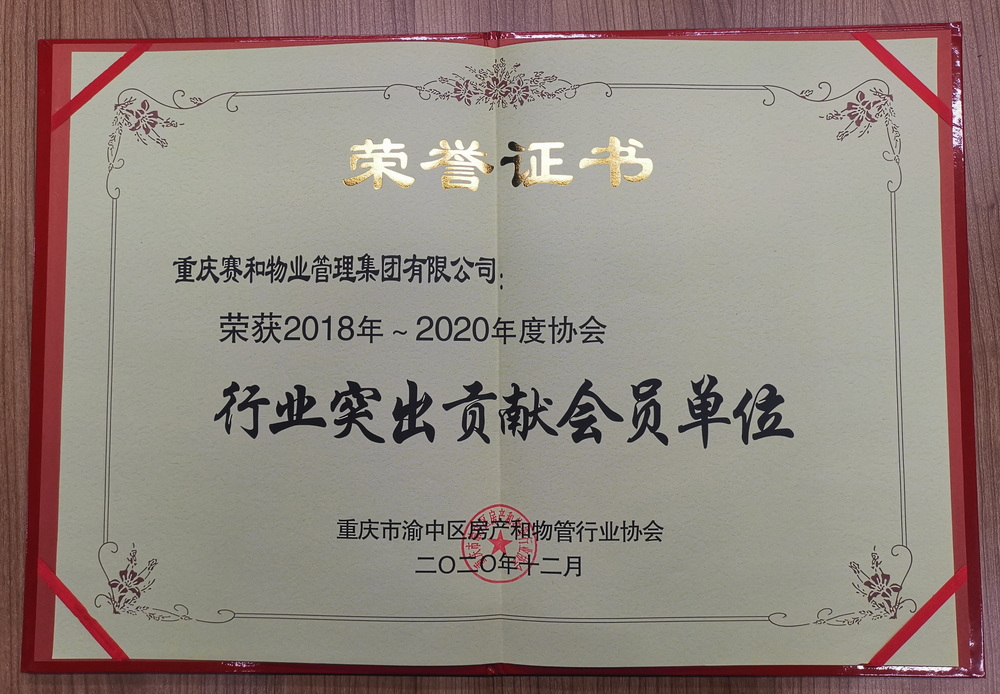 荣誉证书
重庆赛和物业管理集团有限公司:
荣获2018年~2020年度协会
行业突出贡献会员单位
重庆市渝中区房产和物管行业协会
二〇二〇年十二月